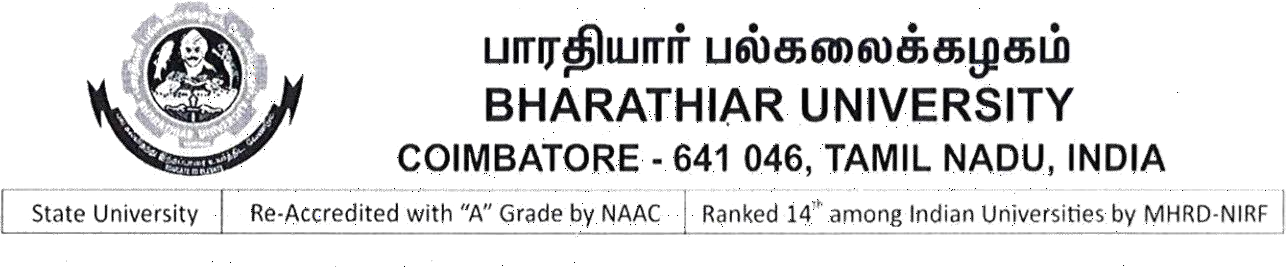 பாரதியார் பல்கலைக்கழகம்
BHARATHIAR UNIVERSITY
COIMBATORE - 641 046, TAMIL NADU, INDIA
State University
Re-Accredited with “A” Grade by NAAC
Ranked 14th among Indian Universities by MHRD-NIRF